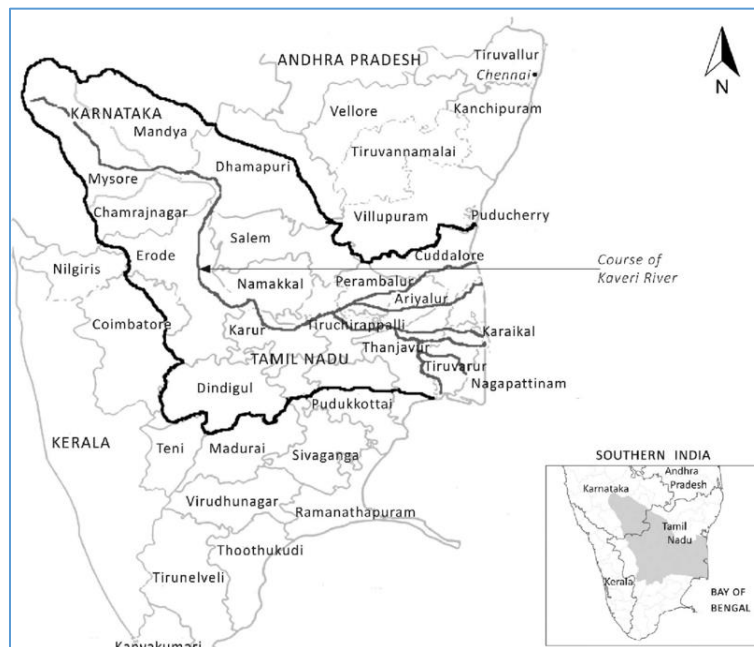 ANDHRA PRADESH
Tiruvallur
Chennai
N
KARNATAKA
Mandya
Vellore
Kanchipuram
Tiruvannamalai
Dhamapuri
Mysore
Chamrajnagar
Villupuram
Puducherry
Nilgiris
Erode
Salem
Cuddalore
Course of
Kaveri River
Namakkal
Perambalur
Ariyalur
Coimbatore
Karur
Tiruchirappalli
Karaikal
Thanjavur
TAMIL NADU
Tiruvarur
Dindigul
Nagapattinam
Pudukkottai
KERALA
Teni
Madurai
Sivaganga
Virudhunagar
Ramanathapuram
Thoothukudi
Tirunelveli
Kanyakumari
SOUTHERN INDIA
Andhra
Pradesh
Karnataka
Tamil
Nadu
Kerala
BAY OF
BENGAL